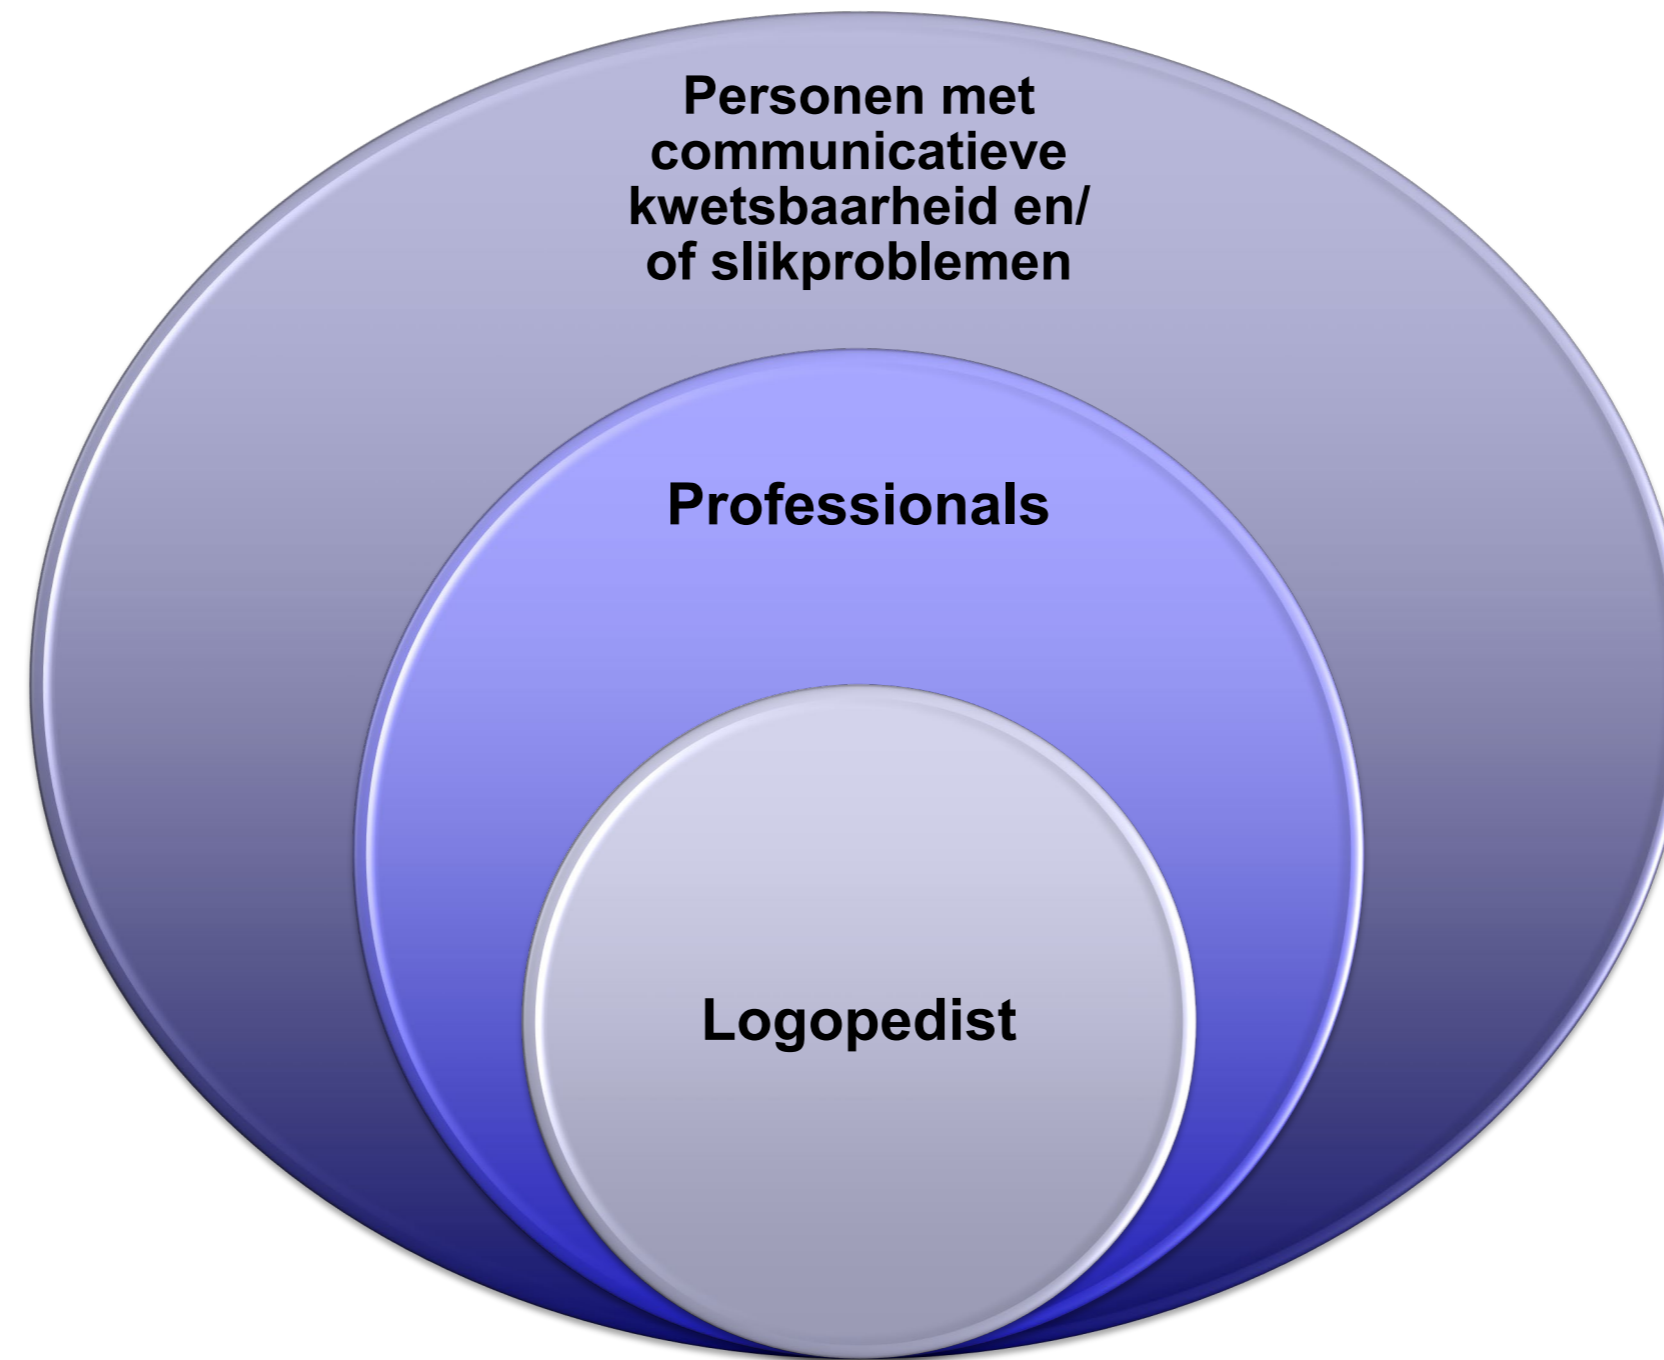 Personen met
communicatieve
kwetsbaarheid en/
of slikproblemen
Professionals
Logopedist